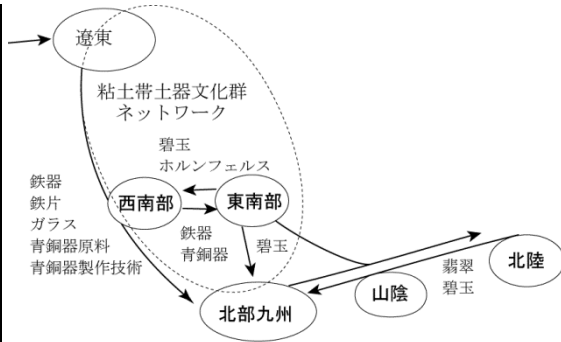 遼東
粘土帯土器文化群
ネットワーク
碧玉
ホルンフェルス
鉄器
鉄片
ガラス
青銅器原料
青銅器製作技術
西南部
東南部
鉄器
青銅器
碧玉
北部九州
山陰
翡翠
碧玉
北陸